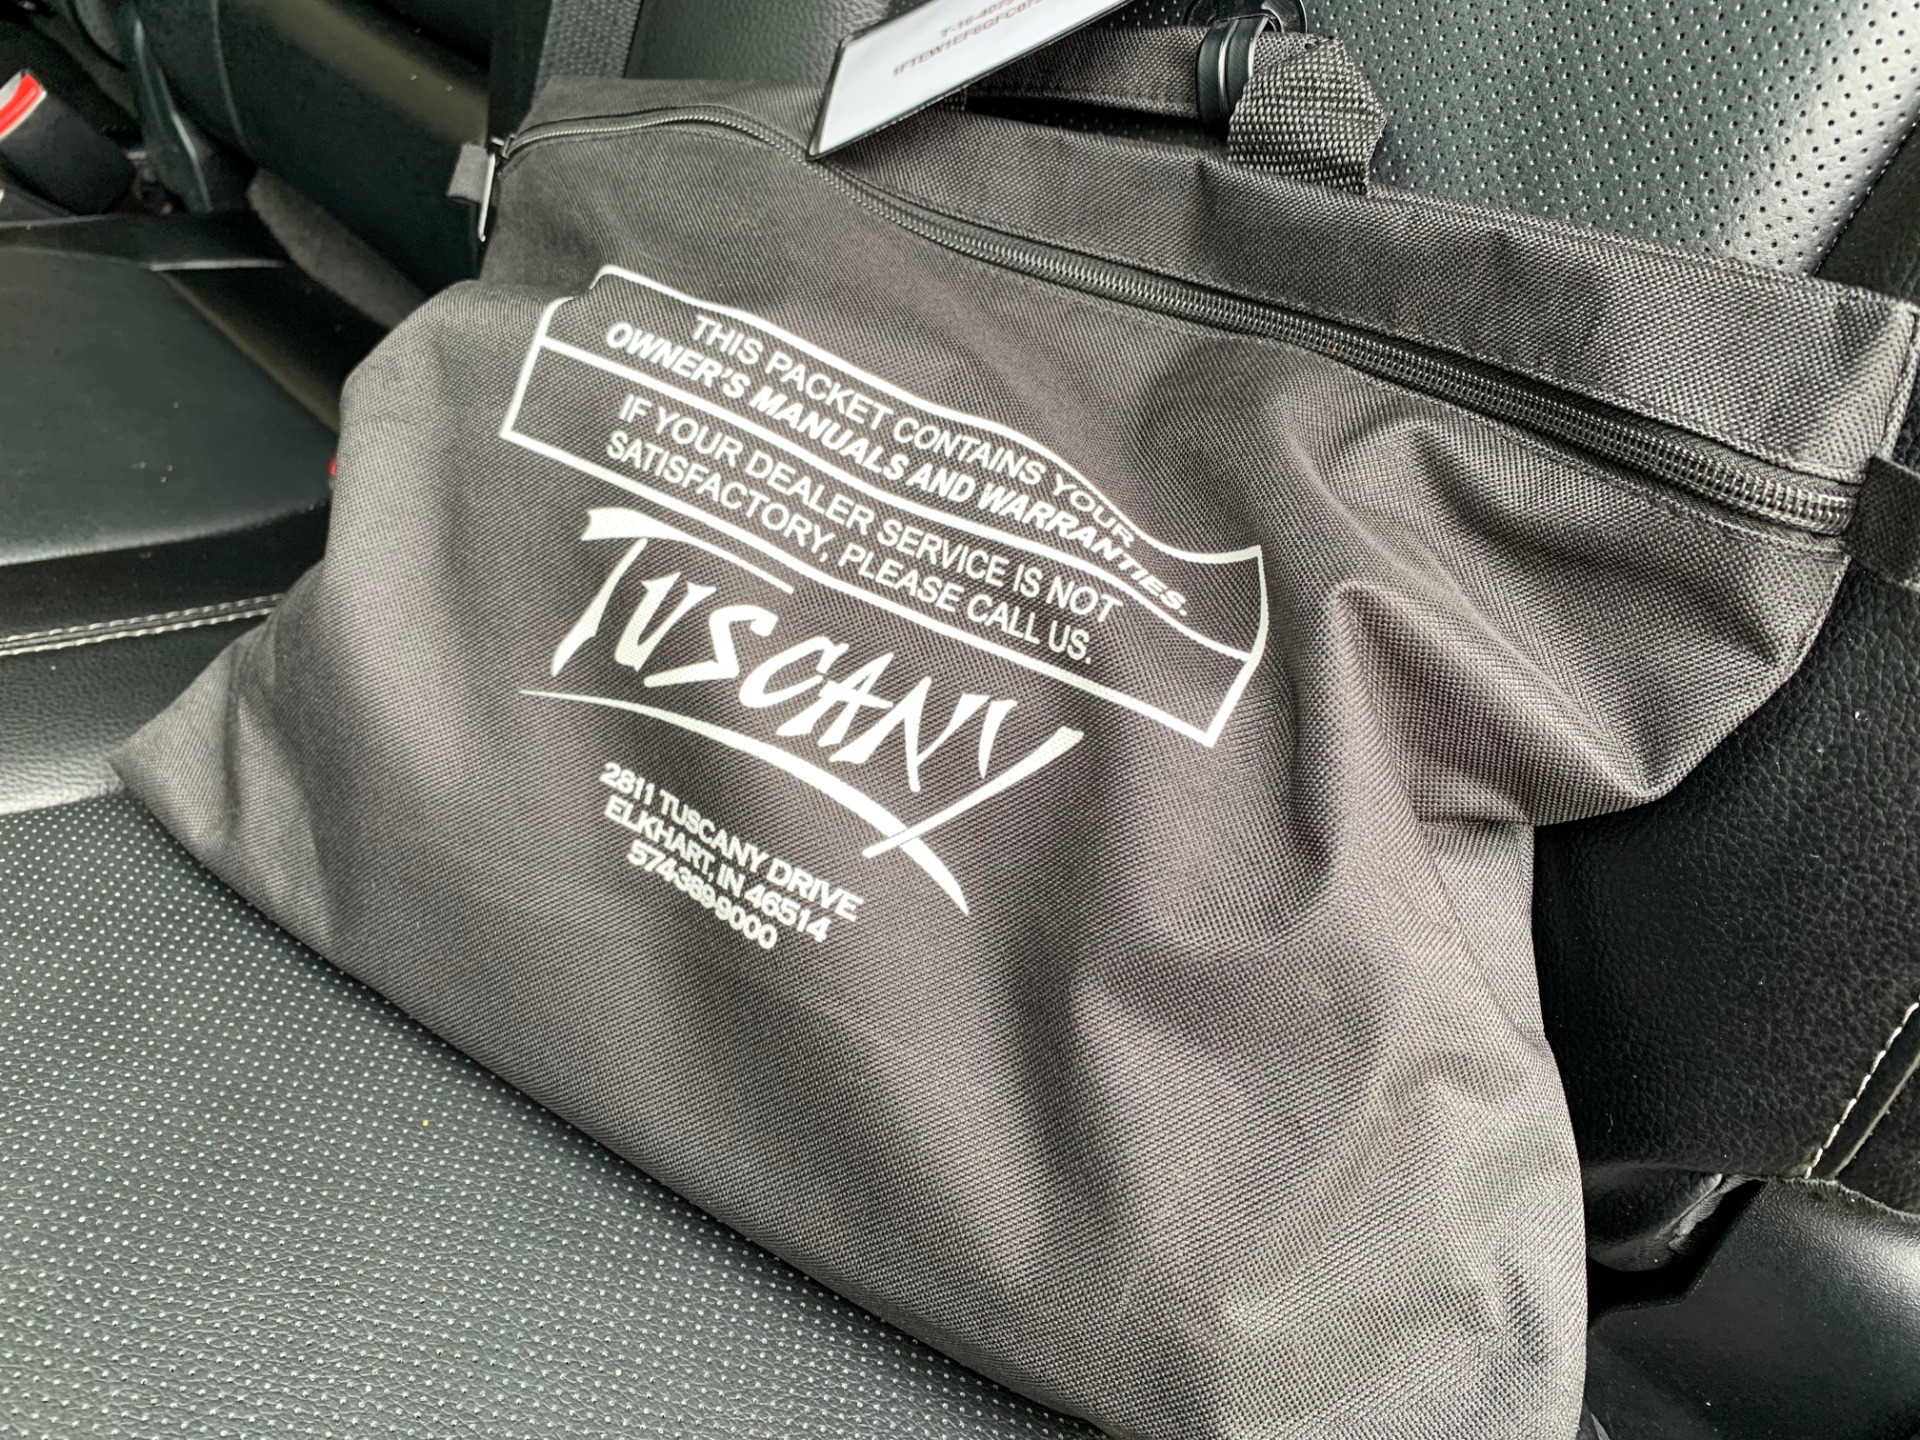 THIS PACKET CONTAINS YOUR
OWNER'S MANUALS AND WARRANTIES.
IF YOUR DEALER SERVICE IS NOT
SATISFACTORY, PLEASE CALL US.
TUSCANY
2811 TUSCANY DRIVE
ELKHART, IN 46514
5743899000